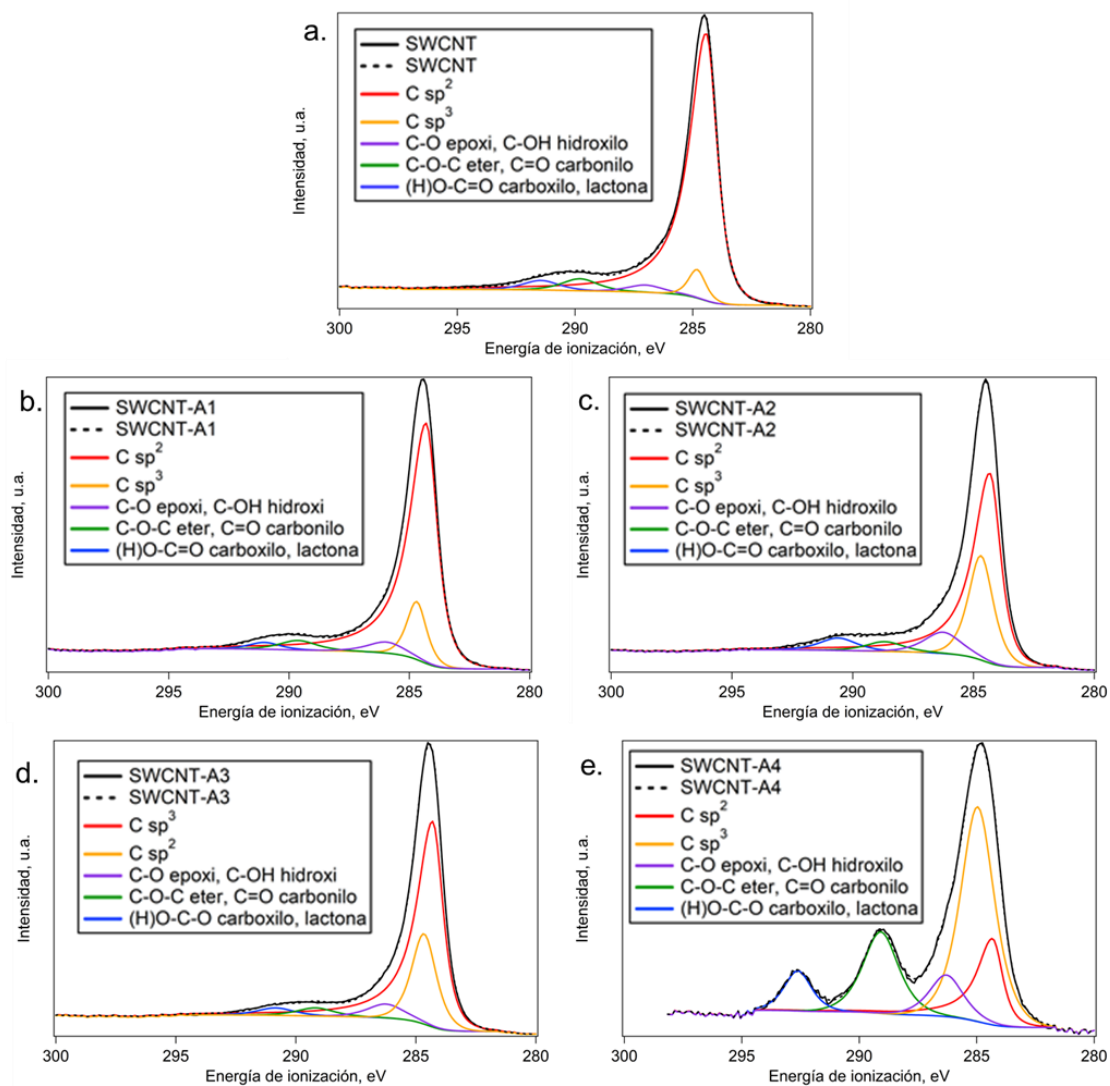 a.
SWCNT
SWCNT
C sp²
C sp³
C-O epoxi, C-OH hidroxilo
C-O-C eter, C=O carbonilo
(H)O-C=O carboxilo, lactona
Intensidad, u.a.
300 295 290 285 280
Energía de ionización, eV
b.
SWCNT-A1
SWCNT-A1
C sp²
C sp³
C-O epoxi, C-OH hidroxi
C-O-C eter, C=O carbonilo
(H)O-C=O carboxilo, lactona
Intensidad, u.a.
300 295 290 285 280
Energía de ionización, eV
c.
SWCNT-A2
SWCNT-A2
C sp²
C sp³
C-O epoxi, C-OH hidroxilo
C-O-C eter, C=O carbonilo
(H)O-C=O carboxilo, lactona
Intensidad, u.a.
300 295 290 285 280
Energía de ionización, eV
d.
SWCNT-A3
SWCNT-A3
C sp³
C sp²
C-O epoxi, C-OH hidroxi
C-O-C eter, C=O carbonilo
(H)O-C-O carboxilo, lactona
Intensidad, u.a.
300 295 290 285 280
Energía de ionización, eV
e.
SWCNT-A4
SWCNT-A4
C sp²
C sp³
C-O epoxi, C-OH hidroxilo
C-O-C eter, C=O carbonilo
(H)O-C=O carboxilo, lactona
Intensidad, u.a.
300 295 290 285 280
Energía de ionización, eV